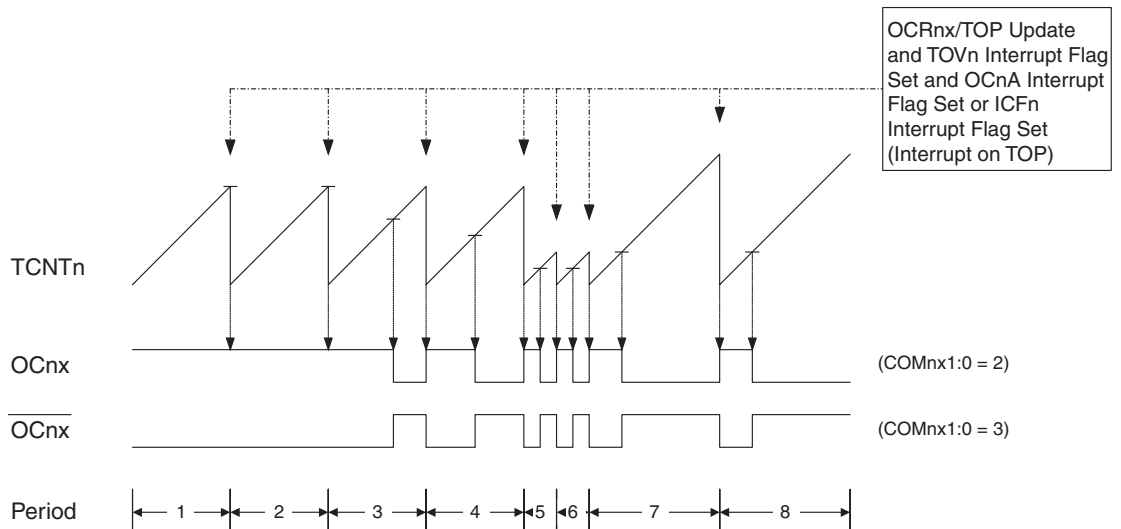 OCRnx/TOP Update
and TOVn Interrupt Flag
Set and OCnA Interrupt
Flag Set or ICFn
Interrupt Flag Set
(Interrupt on TOP)
TCNTn
OCnx
(COMnx1:0 = 2)
OCnx
(COMnx1:0 = 3)
Period
1 2 3 4 5 6 7 8